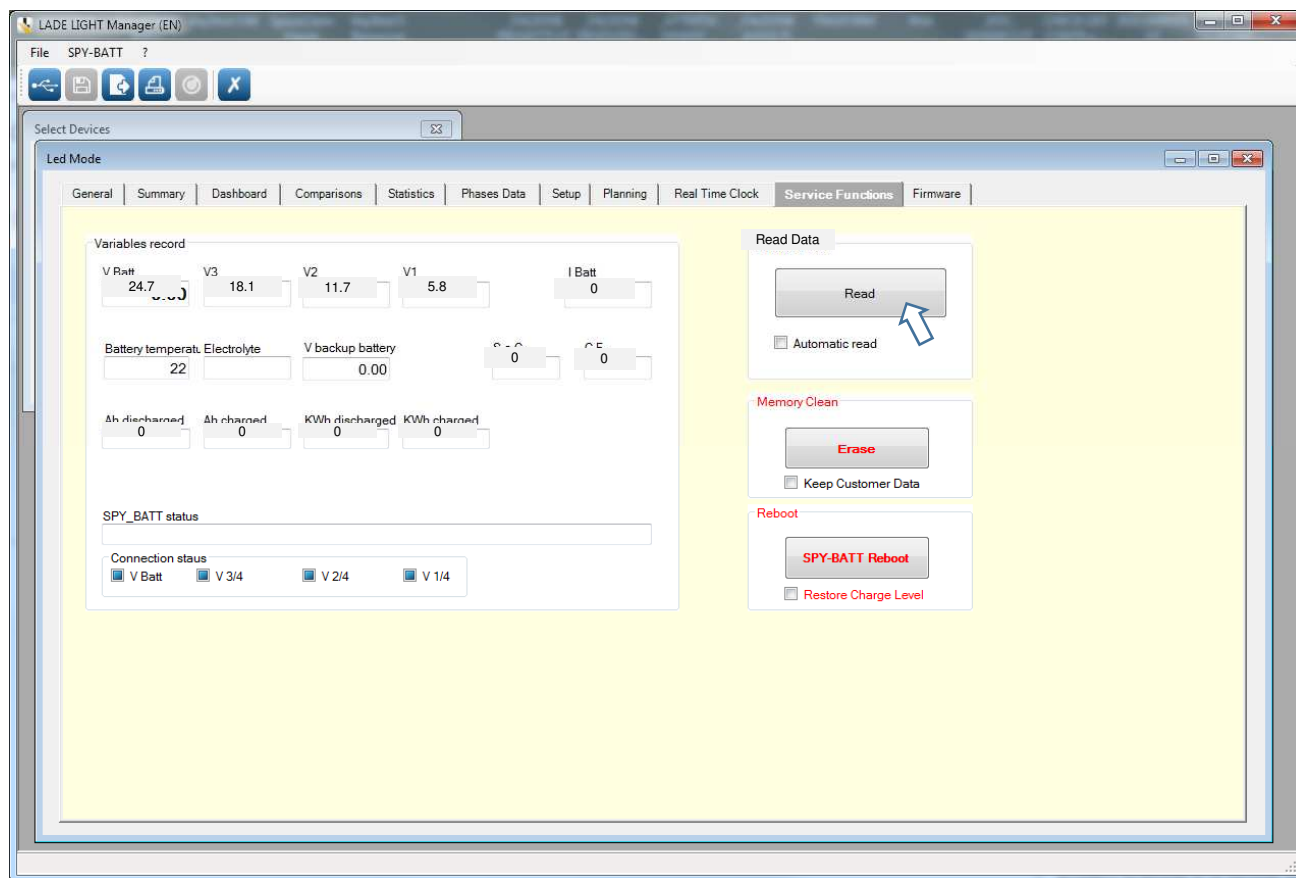 LADE LIGHT Manager (EN)
File SPY-BATT ?
Select Devices
Led Mode
General Summary Dashboard Comparisons Statistics Phases Data Setup Planning Real Time Clock Service Functions Firmware
Variables record
V Batt V3 V2 V1 I Batt
24.7 18.1 11.7 5.8 0
Battery temperatu Electrolyte V backup battery
22 0.00 0 0
Ah discharged Ah charged KWh discharged KWh charged
0 0 0 0
SPY_BATT status
Connection staus
V Batt V 3/4 V 2/4 V 1/4
Read Data
Read
Automatic read
Memory Clean
Erase
Keep Customer Data
Reboot
SPY-BATT Reboot
Restore Charge Level